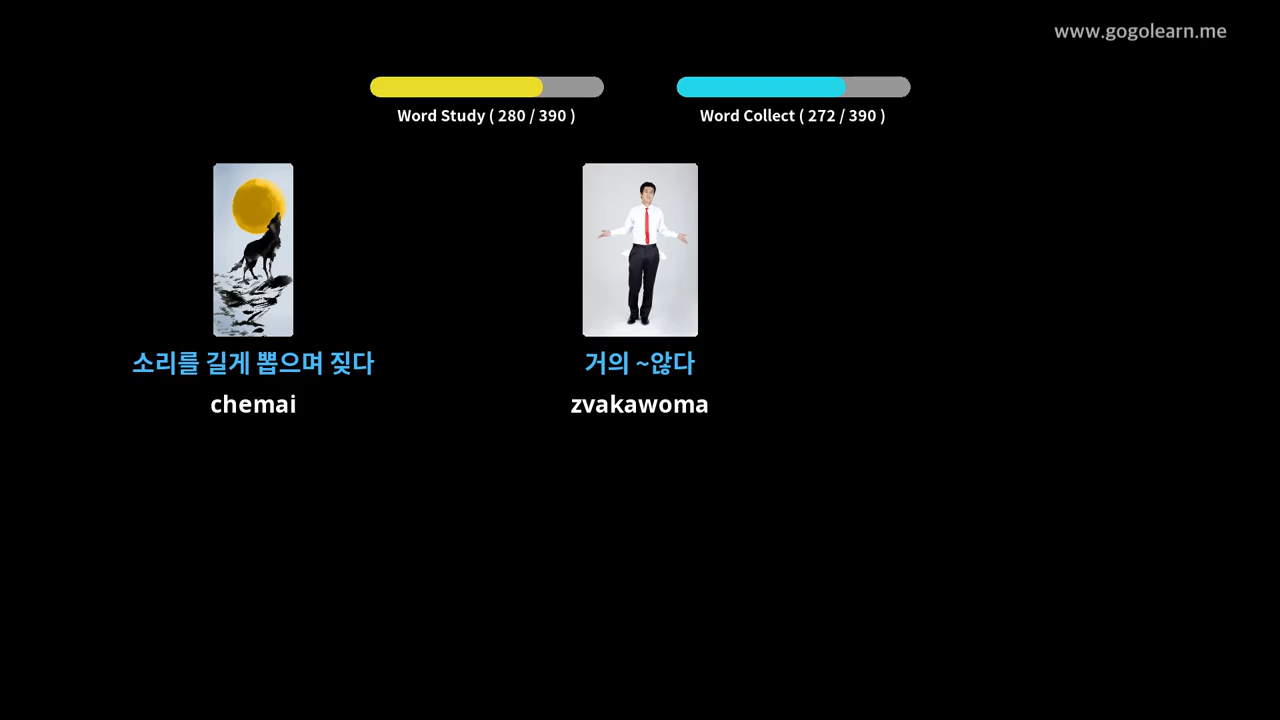 www.gogolearn.me
Word Study ( 280 / 390 )
Word Collect ( 272 / 390 )
소리를 길게 뽑으며 짖다
거의 ~않다
chemai
zvakawoma